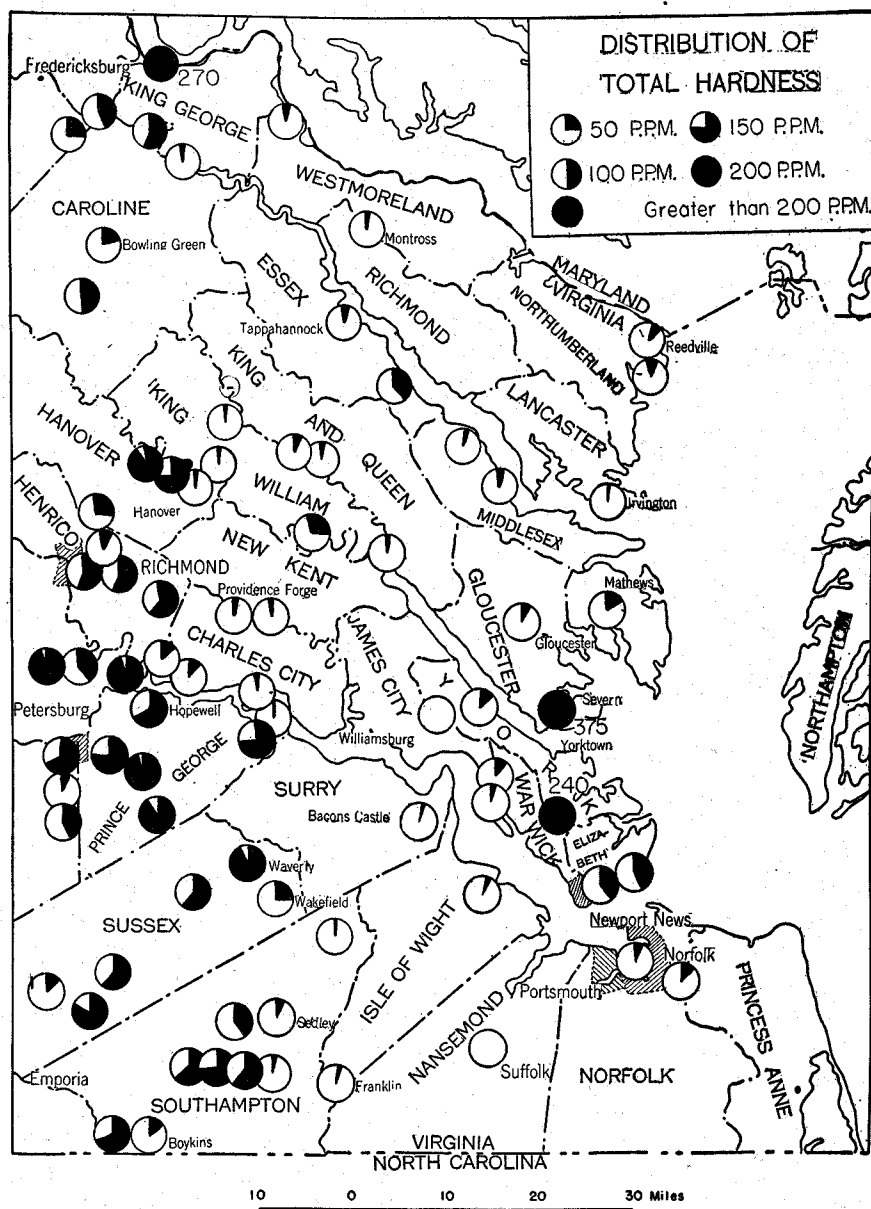 DISTRIBUTION OF
TOTAL HARDNESS
50 P.P.M.
150 P.P.M.
100 P.P.M.
200 P.P.M.
Greater than 200 P.P.M.
Fredericksburg
270
KING GEORGE
WESTMORELAND
CAROLINE
Bowling Green
Montross
ESSEX
RICHMOND
MARYLAND
VIRGINIA
NORTHUMBERLAND
Tappahannock
Reedville
KING
AND
QUEEN
KING
WILLIAM
LANCASTER
HANOVER
Hanover
Irvington
HENRICO
MIDDLESEX
NEW
KENT
RICHMOND
Providence Forge
Mathews
GLOUCESTER
Gloucester
JAMES CITY
CHARLES CITY
NORTHAMPTON
Petersburg
Hopewell
Severn
375
Williamsburg
Yorktown
YORK
PRINCE
GEORGE
SURRY
240
WARWICK
Bacons Castle
ELIZA-
BETH
Waverly
Wakefield
SUSSEX
Newport News
ISLE OF WIGHT
Norfolk
Portsmouth
PRINCESS ANNE
Sedley
NANSEMOND
Suffolk
Emporia
Franklin
NORFOLK
SOUTHAMPTON
Boykins
VIRGINIA
NORTH CAROLINA
10 0 10 20 30 Miles